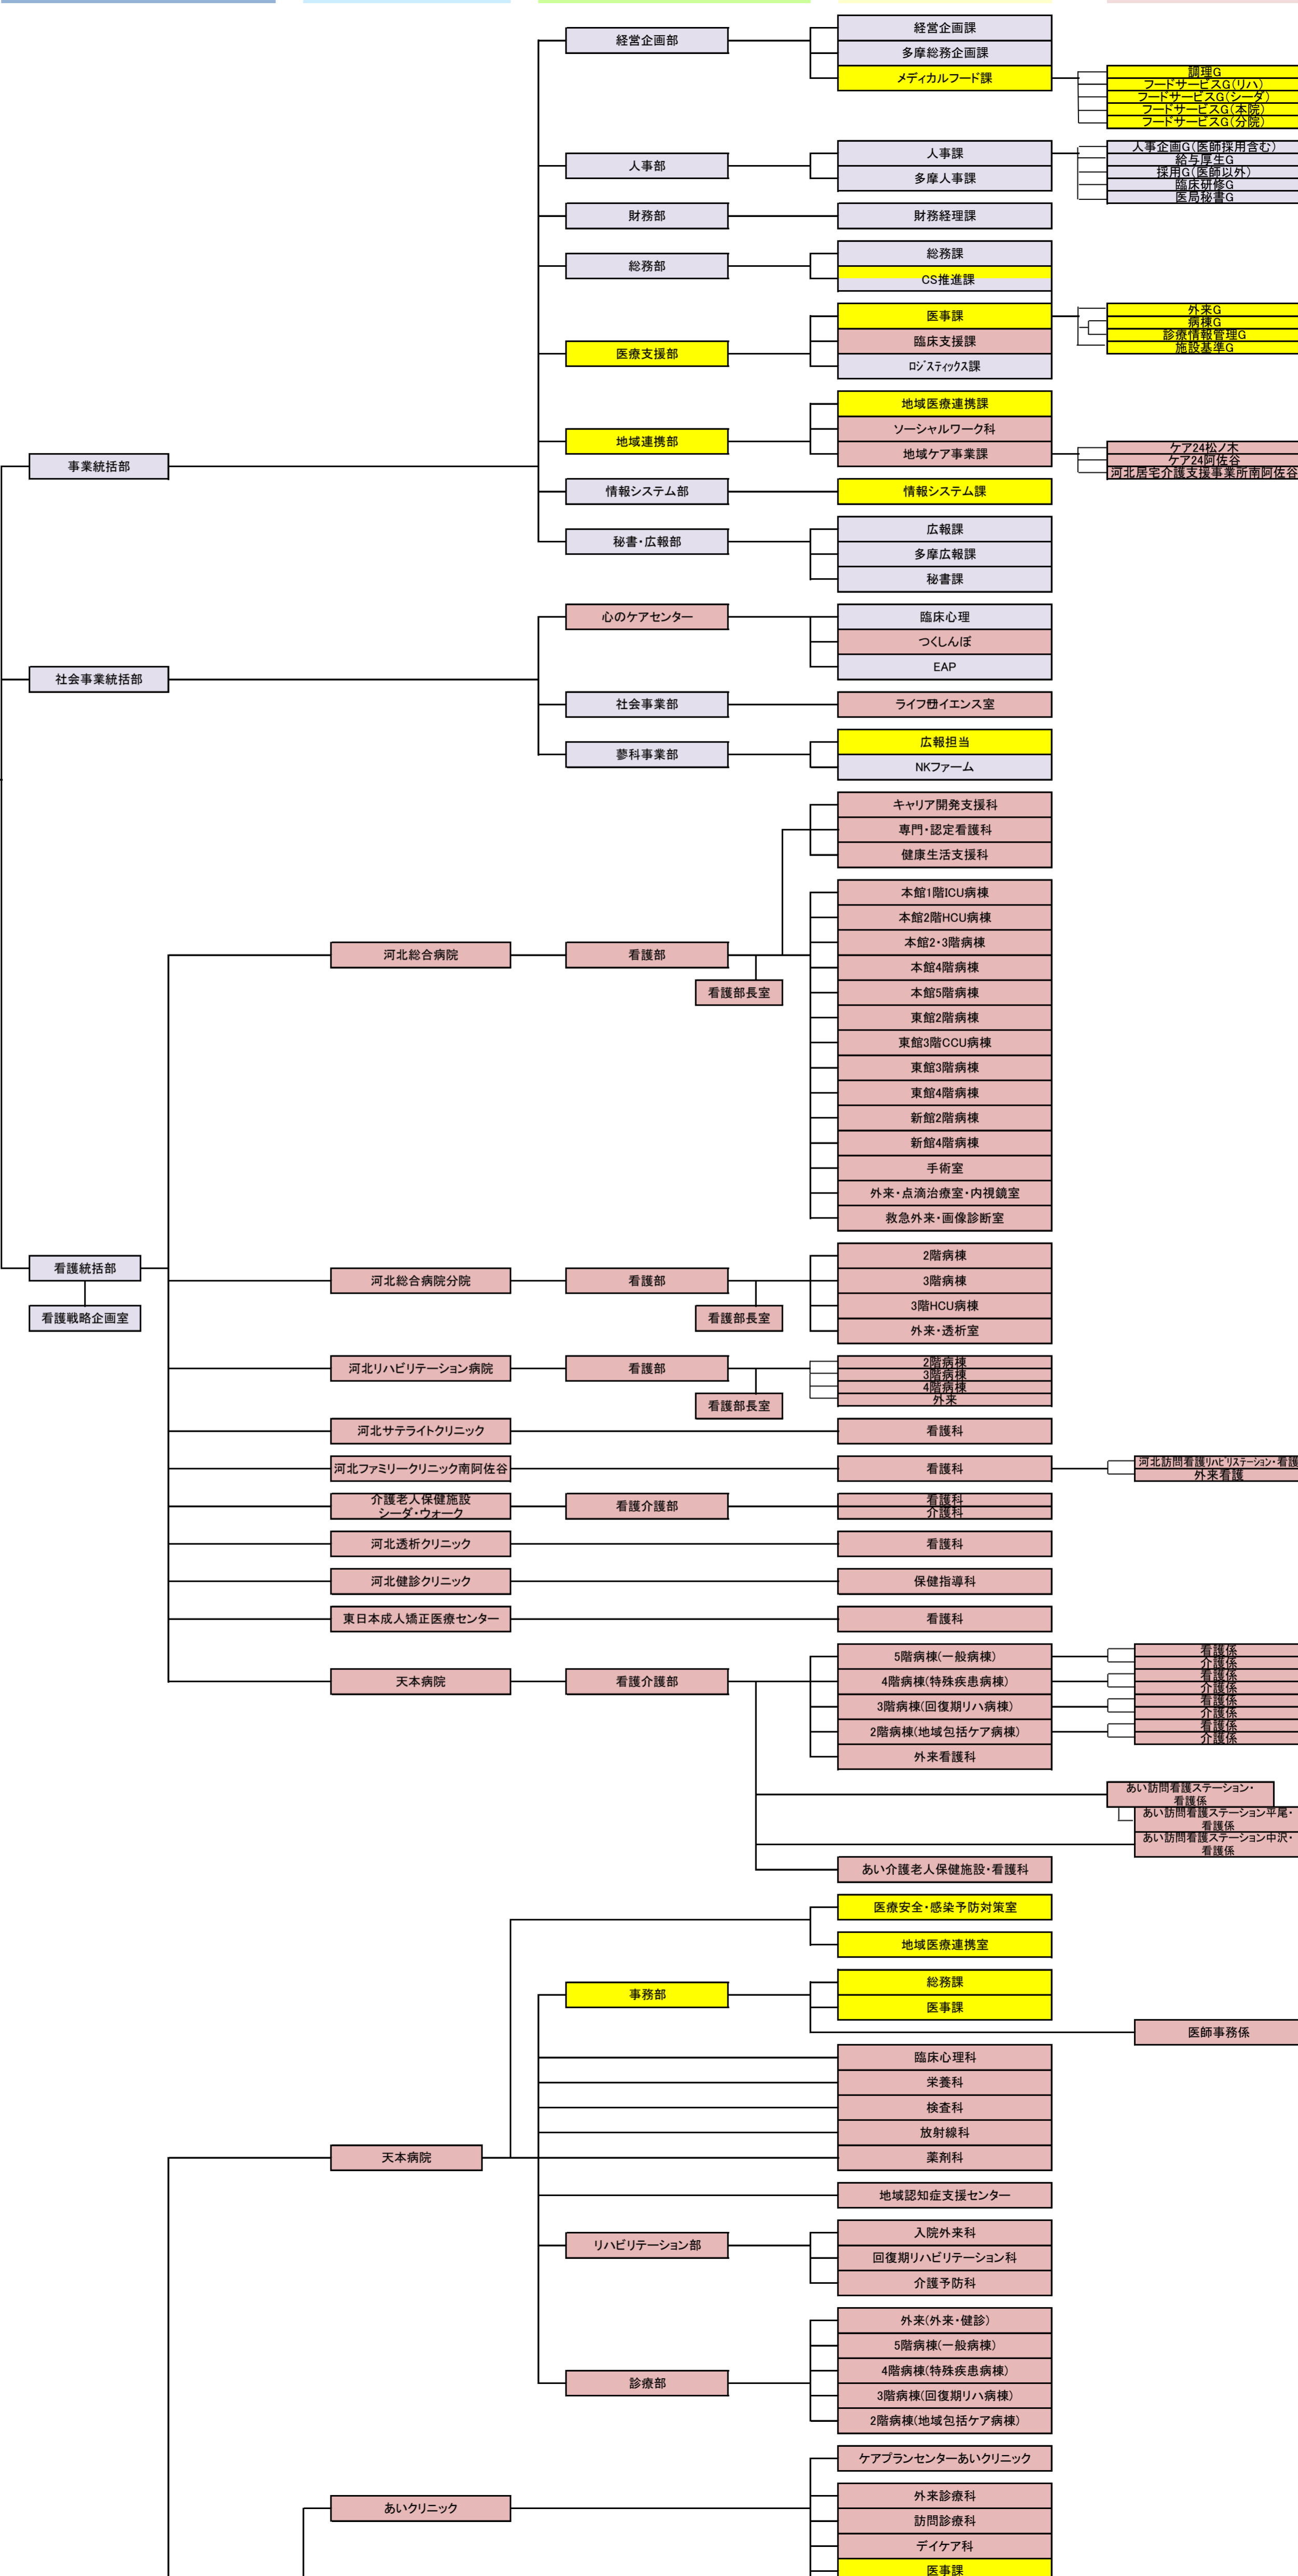 経営企画部
経営企画課
多摩総務企画課
メディカルフード課
調理G
フードサービスG(リハ)
フードサービスG(シーダ)
フードサービスG(本院)
フードサービスG(分院)
人事部
人事課
多摩人事課
人事企画G(医師採用含む)
給与厚生G
採用G(医師以外)
臨床研修G
医局秘書G
財務部
財務経理課
総務部
総務課
CS推進課
医療支援部
医事課
臨床支援課
ロジスティックス課
外来G
病棟G
診療情報管理G
施設基準G
地域連携部
地域医療連携課
ソーシャルワーク科
地域ケア事業課
ケア24松ノ木
ケア24阿佐谷
河北居宅介護支援事業所南阿佐谷
事業統括部
情報システム部
情報システム課
秘書・広報部
広報課
多摩広報課
秘書課
社会事業統括部
心のケアセンター
臨床心理
つくしんぼ
EAP
社会事業部
ライフサイエンス室
蓼科事業部
広報担当
NKファーム
キャリア開発支援科
専門・認定看護科
健康生活支援科
河北総合病院
看護部
看護部長室
本館1階ICU病棟
本館2階HCU病棟
本館2・3階病棟
本館4階病棟
本館5階病棟
東館2階病棟
東館3階CCU病棟
東館3階病棟
東館4階病棟
新館2階病棟
新館4階病棟
手術室
外来・点滴治療室・内視鏡室
救急外来・画像診断室
看護統括部
看護戦略企画室
河北総合病院分院
看護部
看護部長室
2階病棟
3階病棟
3階HCU病棟
外来・透析室
河北リハビリテーション病院
看護部
看護部長室
2階病棟
3階病棟
4階病棟
外来
河北サテライトクリニック
看護科
河北ファミリークリニック南阿佐谷
看護科
河北訪問看護リハビリステーション・看護
外来看護
介護老人保健施設
シーダ・ウォーク
看護介護部
看護科
介護科
河北透析クリニック
看護科
河北健診クリニック
保健指導科
東日本成人矯正医療センター
看護科
天本病院
看護介護部
5階病棟(一般病棟)
看護係
介護係
4階病棟(特殊疾患病棟)
看護係
介護係
3階病棟(回復期リハ病棟)
看護係
介護係
2階病棟(地域包括ケア病棟)
看護係
介護係
外来看護科
あい訪問看護ステーション・
看護係
あい訪問看護ステーション平尾・
看護係
あい訪問看護ステーション中沢・
看護係
あい介護老人保健施設・看護科
医療安全・感染予防対策室
地域医療連携室
事務部
総務課
医事課
医師事務係
臨床心理科
栄養科
検査科
放射線科
天本病院
薬剤科
地域認知症支援センター
リハビリテーション部
入院外来科
回復期リハビリテーション科
介護予防科
診療部
外来(外来・健診)
5階病棟(一般病棟)
4階病棟(特殊疾患病棟)
3階病棟(回復期リハ病棟)
2階病棟(地域包括ケア病棟)
ケアプランセンターあいクリニック
あいクリニック
外来診療科
訪問診療科
デイケア科
医事課